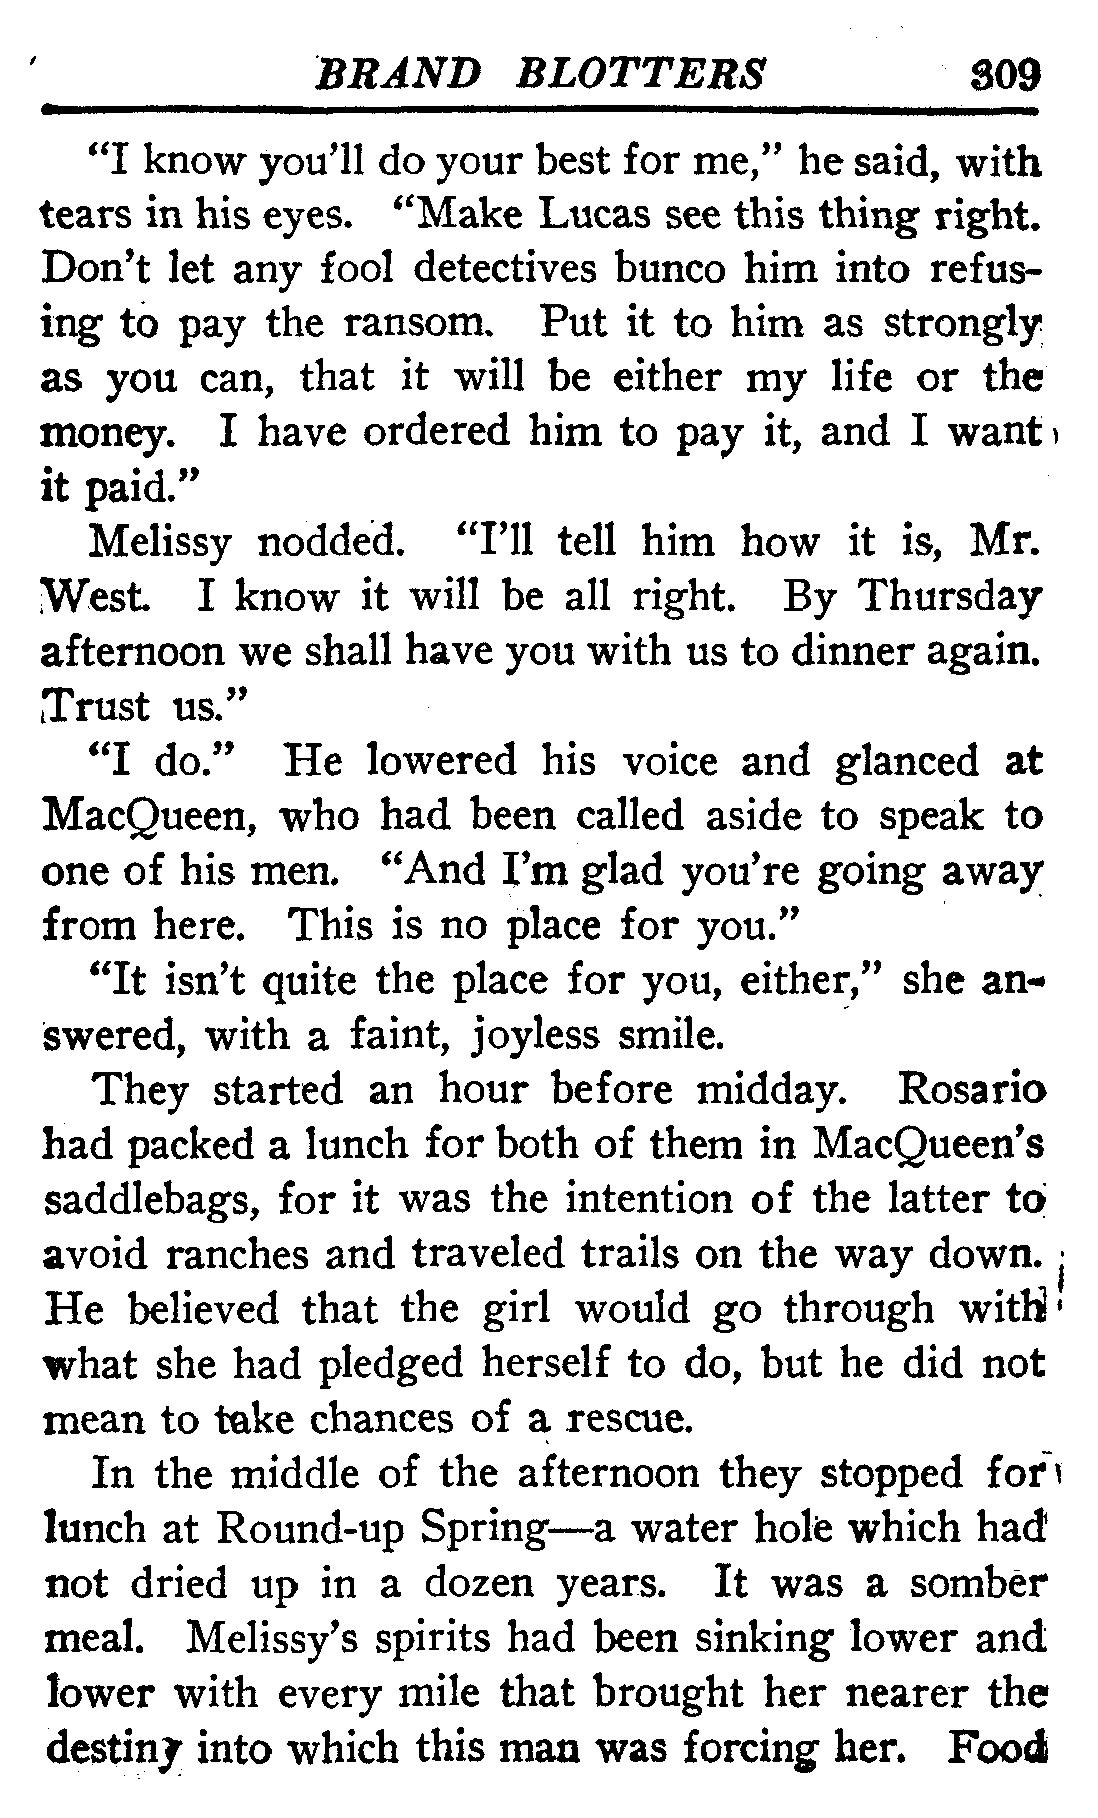 BRAND BLOTTERS 309
"I know you'll do your best for me," he said, with
tears in his eyes. "Make Lucas see this thing right.
Don't let any fool detectives bunco him into refus-
ing to pay the ransom. Put it to him as strongly
as you can, that it will be either my life or the
money. I have ordered him to pay it, and I want
it paid."
Melissy nodded. "I'll tell him how it is, Mr.
West. I know it will be all right. By Thursday
afternoon we shall have you with us to dinner again.
Trust us."
"I do." He lowered his voice and glanced at
MacQueen, who had been called aside to speak to
one of his men. "And I'm glad you're going away
from here. This is no place for you."
"It isn't quite the place for you, either," she an-
swered, with a faint, joyless smile.
They started an hour before midday. Rosario
had packed a lunch for both of them in MacQueen's
saddlebags, for it was the intention of the latter to
avoid ranches and traveled trails on the way down.
He believed that the girl would go through with
what she had pledged herself to do, but he did not
mean to take chances of a rescue.
In the middle of the afternoon they stopped for
lunch at Round-up Spring—a water hole which had
not dried up in a dozen years. It was a somber
meal. Melissy's spirits had been sinking lower and
lower with every mile that brought her nearer the
destiny into which this man was forcing her. Food